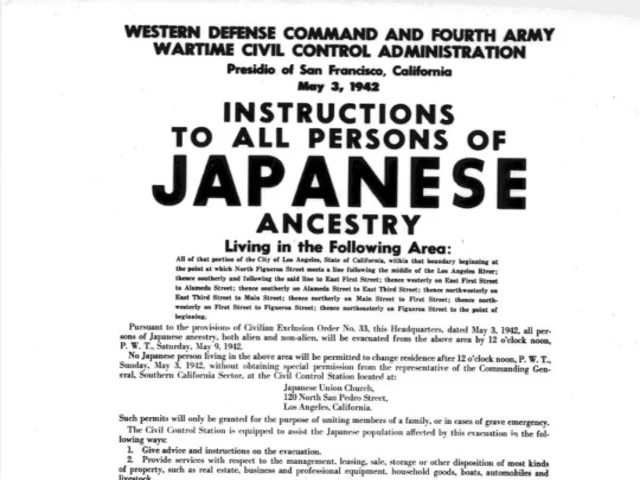 WESTERN DEFENSE COMMAND AND FOURTH ARMY
WARTIME CIVIL CONTROL ADMINISTRATION
Presidio of San Francisco, California
May 3, 1942
INSTRUCTIONS
TO ALL PERSONS OF
JAPANESE
ANCESTRY
Living in the Following Area:
All of that portion of the City of Los Angeles, State of California, within that boundary beginning at
the point at which North Figueroa Street meets a line following the middle of the Los Angeles River;
thence southerly and following the said line to East First Street; thence westerly on East First Street
to Alameda Street; thence southerly on Alameda Street to East Third Street; thence northwesterly on
East Third Street to Main Street; thence northerly on Main Street to First Street; thence north-
westerly on First Street to Figueroa Street; thence northeasterly on Figueroa Street to the point of
beginning.
Pursuant to the provisions of Civilian Exclusion Order No. 33, this Headquarters, dated May 3, 1942, all per-
sons of Japanese ancestry, both alien and non-alien, will be evacuated from the above area by 12 o'clock noon,
P. W. T., Saturday, May 9, 1942.
No Japanese person living in the above area will be permitted to change residence after 12 o'clock noon, P. W. T.,
Sunday, May 3, 1942, without obtaining special permission from the representative of the Commanding Gen-
eral, Southern California Sector, at the Civil Control Station located at:
Japanese Union Church,
120 North San Pedro Street,
Los Angeles, California.
Such permits will only be granted for the purpose of uniting members of a family, or in cases of grave emergency.
The Civil Control Station is equipped to assist the Japanese population affected by this evacuation in the fol-
lowing ways:
1. Give advice and instructions on the evacuation.
2. Provide services with respect to the management, leasing, sale, storage or other disposition of most kinds
of property, such as real estate, business and professional equipment, household goods, boats, automobiles and
livestock.